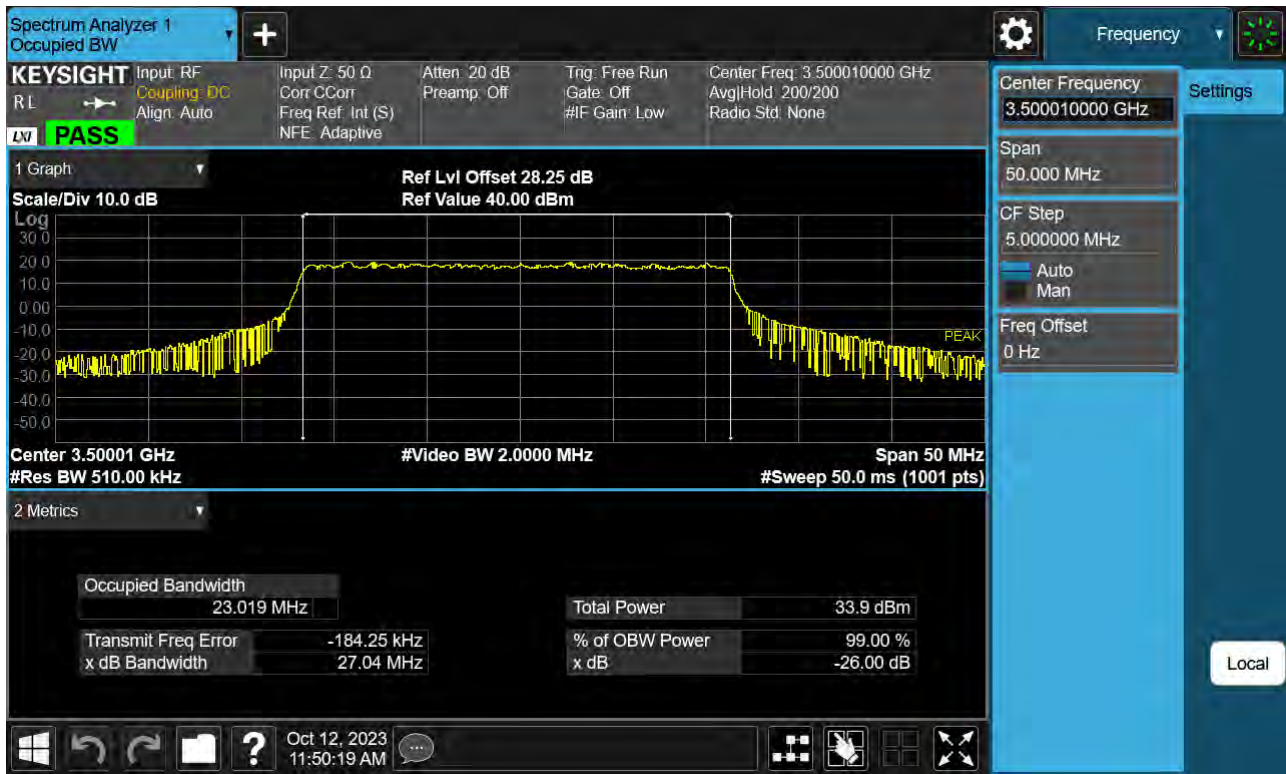 Spectrum Analyzer 1
Occupied BW
+
Frequency
KEYSIGHT
RL
LXI
PASS
Input: RF
Coupling: DC
Align: Auto
Input Z: 50 Ω
Corr CCorr
Freq Ref: Int (S)
NFE: Adaptive
Atten: 20 dB
Preamp: Off
Trig: Free Run
Gate: Off
#IF Gain: Low
Center Freq: 3.500010000 GHz
Avg|Hold: 200/200
Radio Std: None
Center Frequency
3.500010000 GHz
Settings
Span
50.000 MHz
CF Step
5.000000 MHz
Auto
Man
Freq Offset
0 Hz
Local
1 Graph
Scale/Div 10.0 dB
Ref Lvl Offset 28.25 dB
Ref Value 40.00 dBm
Log
30.0
20.0
10.0
0.00
-10.0
-20.0
-30.0
-40.0
-50.0
PEAK
Center 3.50001 GHz
#Video BW 2.0000 MHz
Span 50 MHz
#Res BW 510.00 kHz
#Sweep 50.0 ms (1001 pts)
2 Metrics
Occupied Bandwidth
23.019 MHz
Total Power 33.9 dBm
Transmit Freq Error -184.25 kHz
% of OBW Power 99.00 %
x dB Bandwidth 27.04 MHz
x dB -26.00 dB
?
Oct 12, 2023
11:50:19 AM